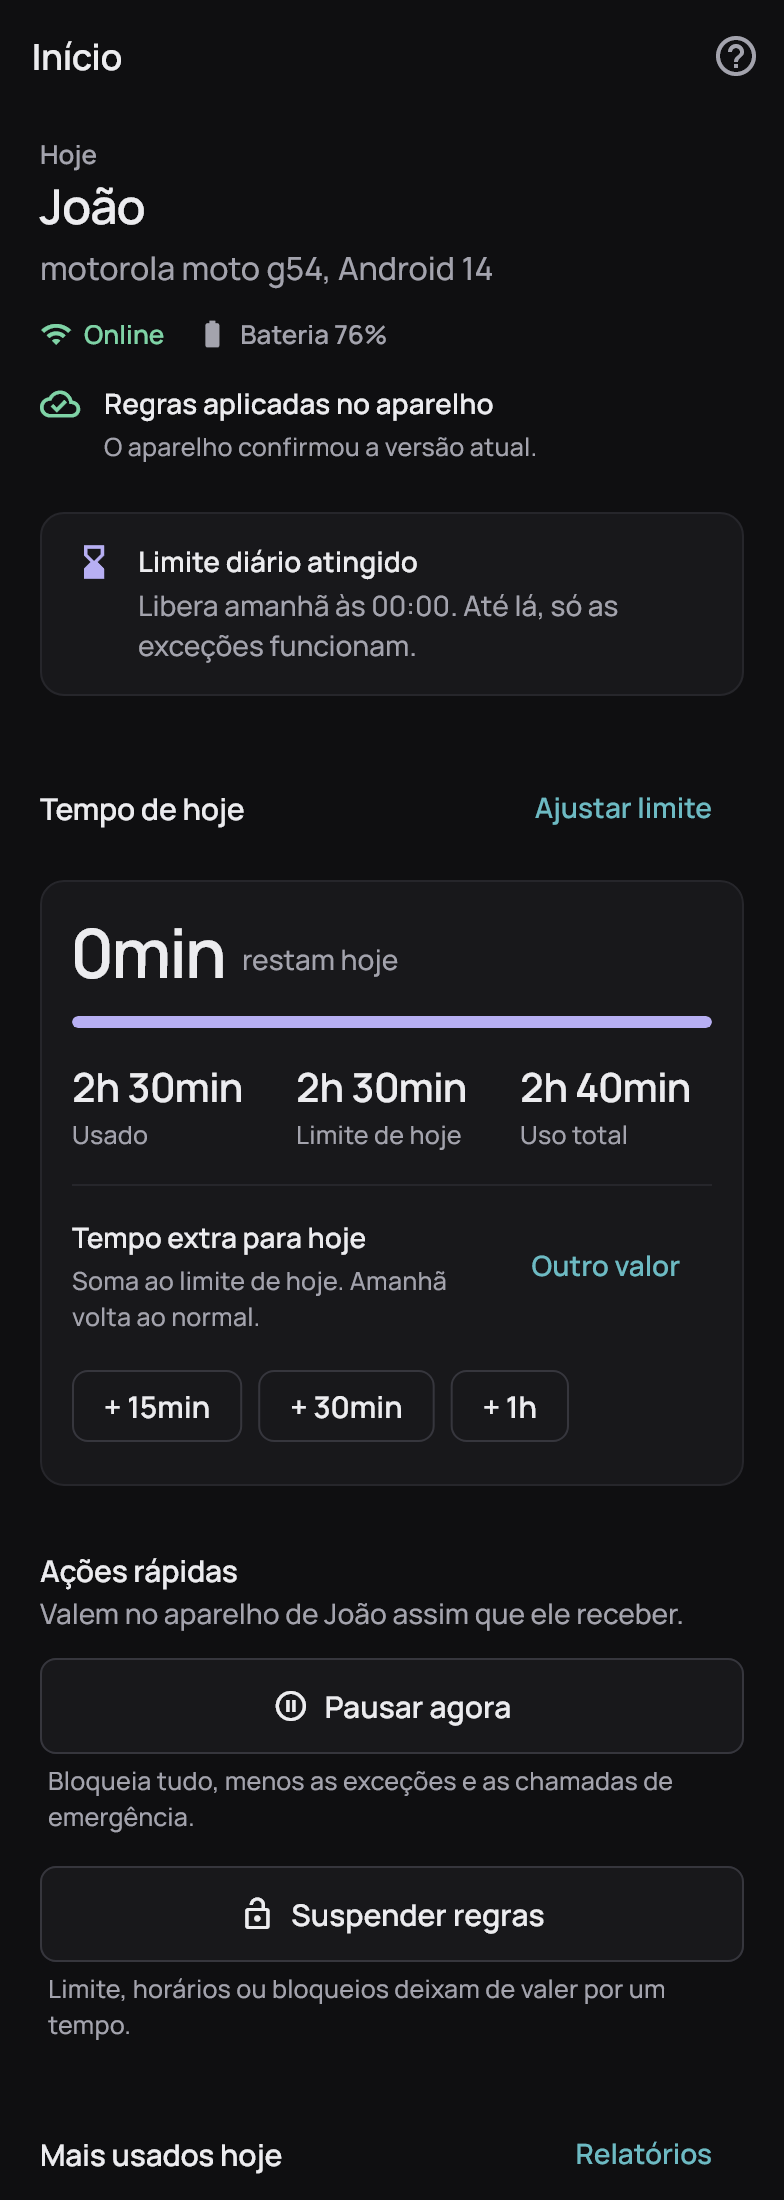 Início
Hoje
João
motorola moto g54, Android 14
Online
Bateria 76%
Regras aplicadas no aparelho
O aparelho confirmou a versão atual.
Limite diário atingido
Libera amanhã às 00:00. Até lá, só as
exceções funcionam.
Tempo de hoje
Ajustar limite
0min restam hoje
2h 30min
Usado
2h 30min
Limite de hoje
2h 40min
Uso total
Tempo extra para hoje
Soma ao limite de hoje. Amanhã
volta ao normal.
Outro valor
+ 15min
+ 30min
+ 1h
Ações rápidas
Valem no aparelho de João assim que ele receber.
Pausar agora
Bloqueia tudo, menos as exceções e as chamadas de
emergência.
Suspender regras
Limite, horários ou bloqueios deixam de valer por um
tempo.
Mais usados hoje
Relatórios